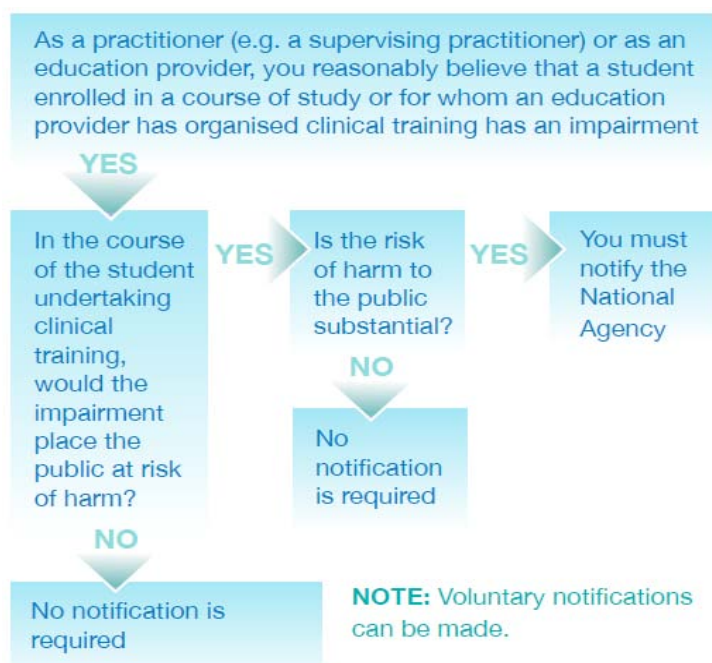 As a practitioner (e.g. a supervising practitioner) or as an
education provider, you reasonably believe that a student
enrolled in a course of study or for whom an education
provider has organised clinical training has an impairment
YES
In the course
of the student
undertaking
clinical
training,
would the
impairment
place the
public at risk
of harm?
YES
Is the risk
of harm to
the public
substantial?
YES
You must
notify the
National
Agency
NO
No
notification
is required
NO
No notification is
required
NOTE: Voluntary notifications
can be made.